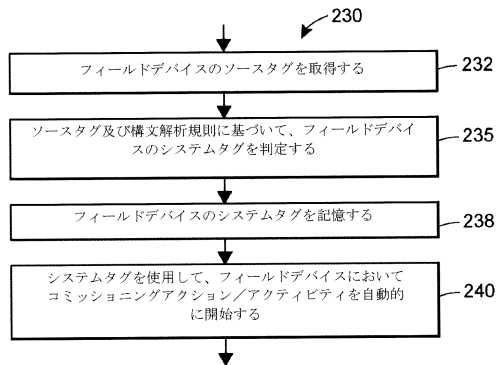 230
フィールドデバイスのソースタグを取得する
232
ソースタグ及び構文解析規則に基づいて、フィールドデバイ
スのシステムタグを判定する
235
フィールドデバイスのシステムタグを記憶する
238
システムタグを使用して、フィールドデバイスにおいて
コミッショニングアクション／アクティビティを自動的
に開始する
240